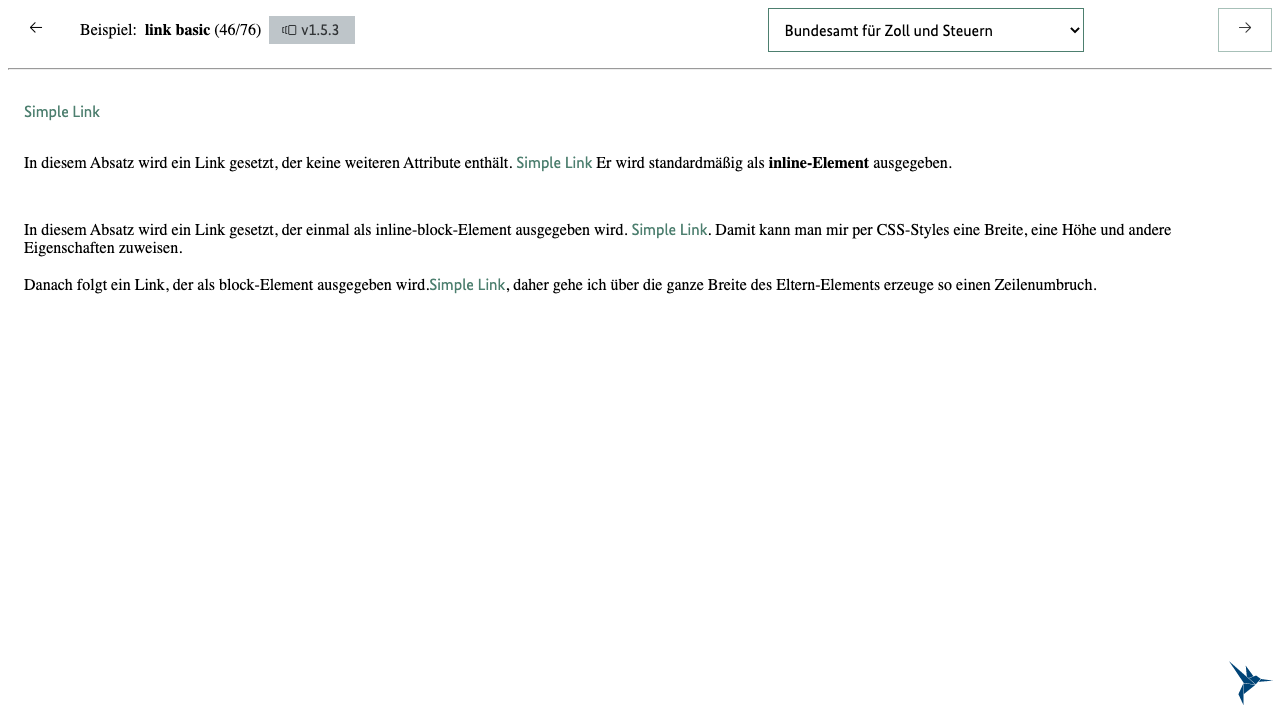 Beispiel: link basic (46/76) v1.5.3 Bundesamt für Zoll und Steuern
Simple Link
In diesem Absatz wird ein Link gesetzt, der keine weiteren Attribute enthält. Simple Link Er wird standardmäßig als inline-Element ausgegeben.
In diesem Absatz wird ein Link gesetzt, der einmal als inline-block-Element ausgegeben wird. Simple Link. Damit kann man mir per CSS-Styles eine Breite, eine Höhe und andere
Eigenschaften zuweisen.
Danach folgt ein Link, der als block-Element ausgegeben wird.Simple Link, daher gehe ich über die ganze Breite des Eltern-Elements erzeuge so einen Zeilenumbruch.